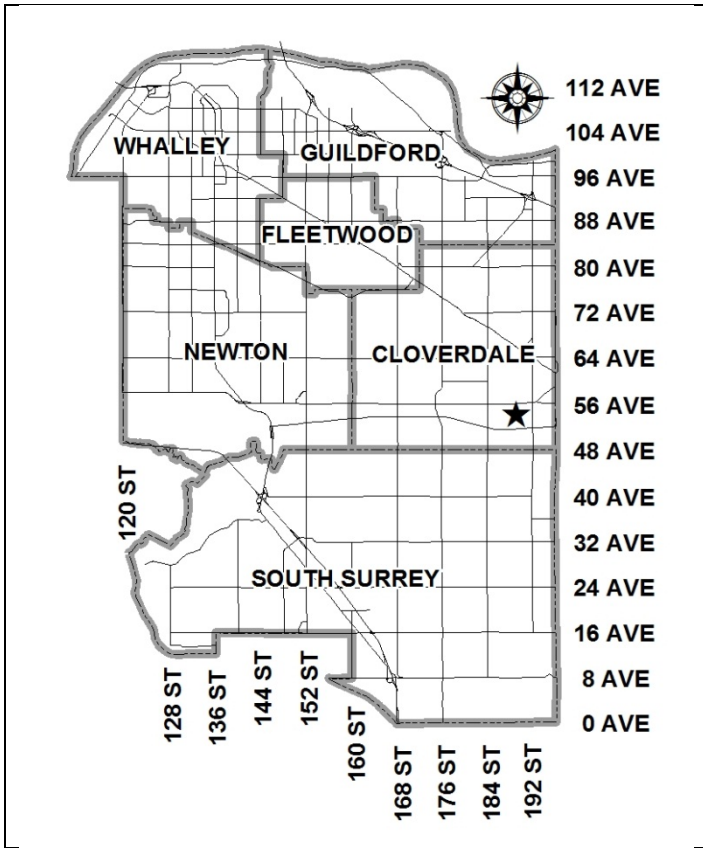 112 AVE
104 AVE
WHALLEY
GUILDFORD
96 AVE
88 AVE
FLEETWOOD
80 AVE
72 AVE
NEWTON
CLOVERDALE
64 AVE
56 AVE
48 AVE
120 ST
40 AVE
32 AVE
SOUTH SURREY
24 AVE
16 AVE
128 ST
136 ST
144 ST
152 ST
160 ST
8 AVE
0 AVE
168 ST
176 ST
184 ST
192 ST